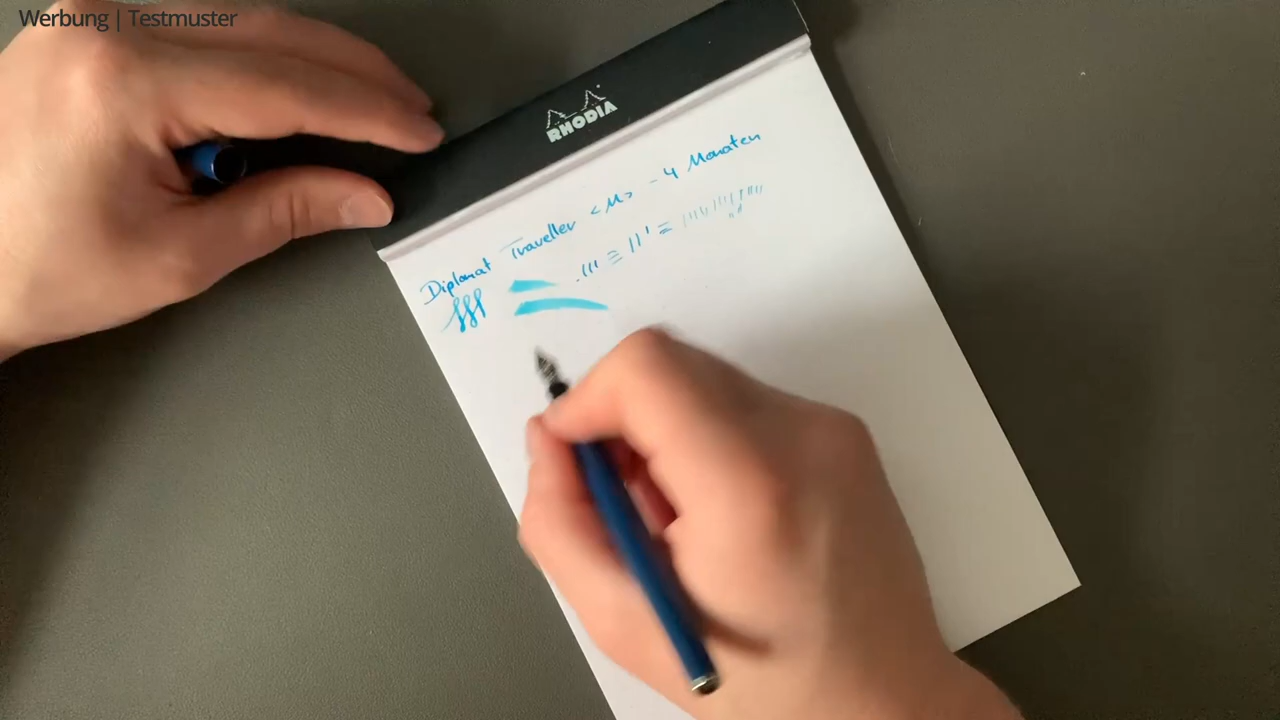 Werbung | Testmuster
RHODIA
Diplomat Traveller <M> - 4 Monaten